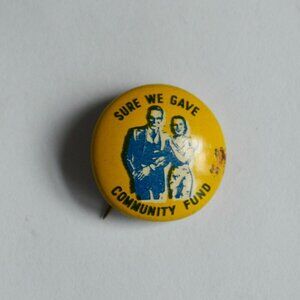 SURE WE GAVE
COMMUNITY FUND